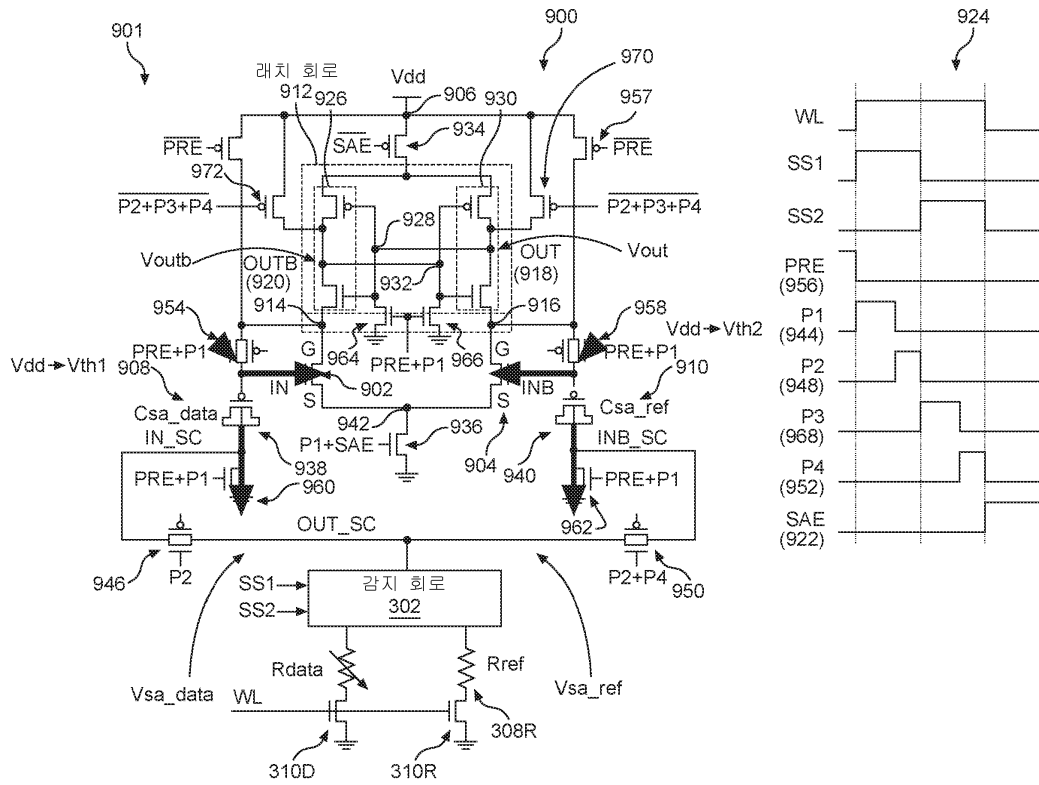 901
900
924
래치 회로
912
926
Vdd
906
934
930
970
957
PRE
SAE
PRE
972
P2+P3+P4
P2+P3+P4
928
Voutb
OUTB
(920)
932
OUT
(918)
Vout
914
916
954
958
964
PRE+P1
966
PRE+P1
PRE+P1
Vdd→Vth1
Vdd→Vth2
908
910
G
G
IN
902
INB
S
S
Csa_data
Csa_ref
942
936
904
IN_SC
938
P1+SAE
940
INB_SC
PRE+P1
960
962
PRE+P1
OUT_SC
946
P2
P2+P4
950
SS1
SS2
감지 회로
302
Rdata
Rref
Vsa_data
Vsa_ref
WL
308R
310D
310R
WL
SS1
SS2
PRE
(956)
P1
(944)
P2
(948)
P3
(968)
P4
(952)
SAE
(922)